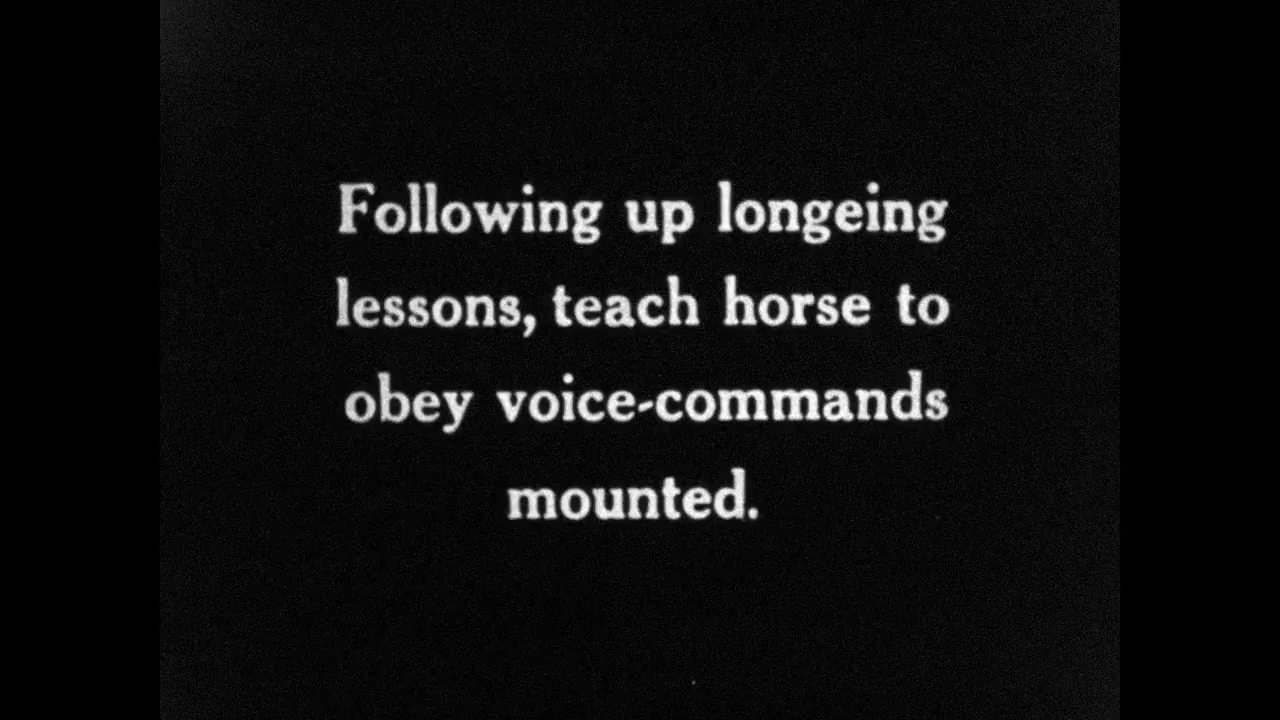 Following up longeing
lessons, teach horse to
obey voice-commands
mounted.